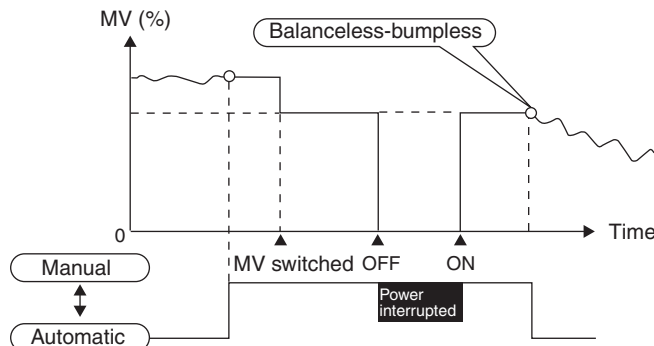 MV (%)
Balanceless-bumpless
0
Time
MV switched OFF ON
Manual
Power
interrupted
Automatic